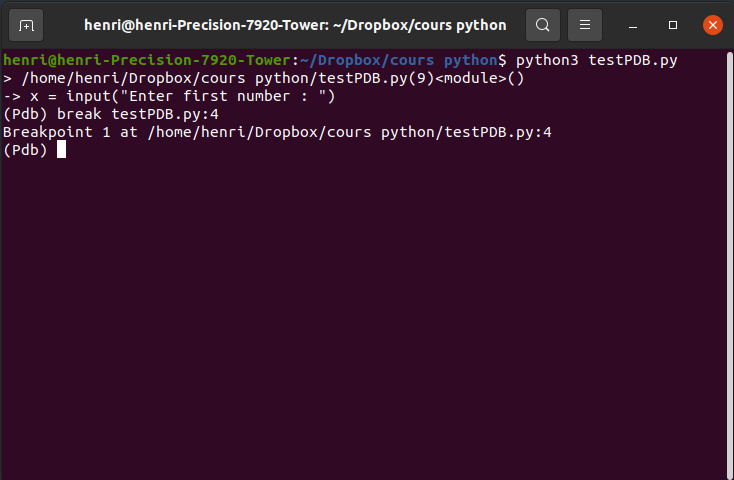 henri@henri-Precision-7920-Tower: ~/Dropbox/cours python
henri@henri-Precision-7920-Tower:~/Dropbox/cours python$ python3 testPDB.py
> /home/henri/Dropbox/cours python/testPDB.py(9)<module>()
-> x = input("Enter first number : ")
(Pdb) break testPDB.py:4
Breakpoint 1 at /home/henri/Dropbox/cours python/testPDB.py:4
(Pdb)